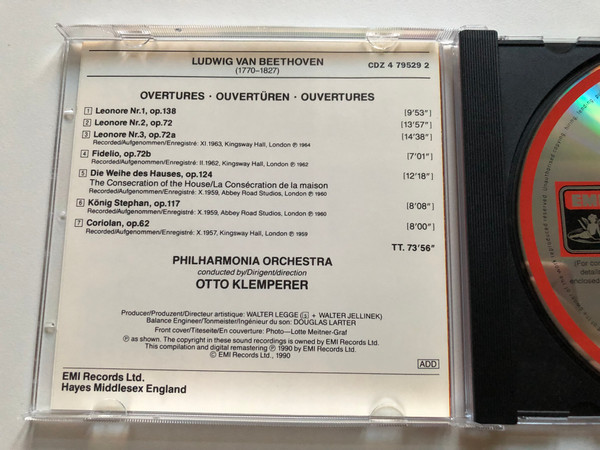 LUDWIG VAN BEETHOVEN
(1770–1827)
CDZ 4 79529 2
OVERTURES · OUVERTÜREN · OUVERTURES
1 Leonore Nr.1, op.138 [9'53"]
2 Leonore Nr.2, op.72 [13'57"]
3 Leonore Nr.3, op.72a [14'38"]
Recorded/Aufgenommen/Enregistré: XI.1963, Kingsway Hall, London ℗ 1964
4 Fidelio, op.72b [7'01"]
Recorded/Aufgenommen/Enregistré: II.1962, Kingsway Hall, London ℗ 1962
5 Die Weihe des Hauses, op.124 [12'18"]
The Consecration of the House/La Consécration de la maison
Recorded/Aufgenommen/Enregistré: X.1959, Abbey Road Studios, London ℗ 1960
6 König Stephan, op.117 [8'08"]
Recorded/Aufgenommen/Enregistré: X.1959, Abbey Road Studios, London ℗ 1960
7 Coriolan, op.62 [8'00"]
Recorded/Aufgenommen/Enregistré: X.1957, Kingsway Hall, London ℗ 1959
TT. 73'56"
PHILHARMONIA ORCHESTRA
conducted by/Dirigent/direction
OTTO KLEMPERER
Producer/Produzent/Directeur artistique: WALTER LEGGE (3 + WALTER JELLINEK)
Balance Engineer/Tonmeister/Ingénieur du son: DOUGLAS LARTER
Front cover/Titelseite/En couverture: Photo—Lotte Meitner-Graf
℗ as shown. The copyright in these sound recordings is owned by EMI Records Ltd.
This compilation and digital remastering ℗ 1990 by EMI Records Ltd.
© EMI Records Ltd., 1990
ADD
EMI Records Ltd.
Hayes Middlesex England
EMI
(For
enclosed
reproduced reserved. Unauthorised copying, hiring, lending,